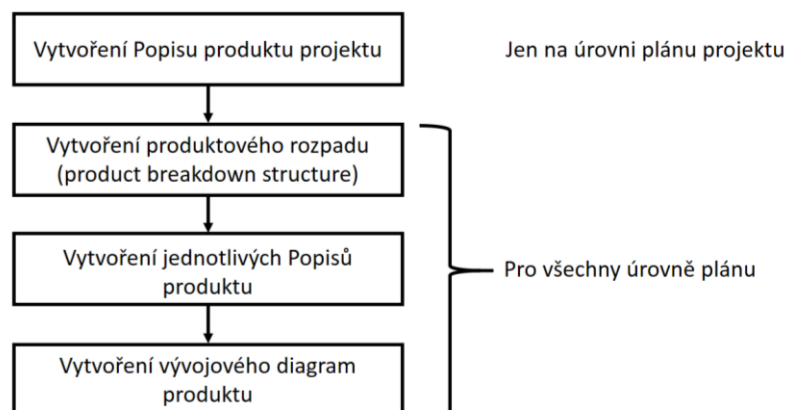 Vytvoření Popisu produktu projektu
Jen na úrovni plánu projektu
Vytvoření produktového rozpadu
(product breakdown structure)
Vytvoření jednotlivých Popisů
produktu
Pro všechny úrovně plánu
Vytvoření vývojového diagram
produktu